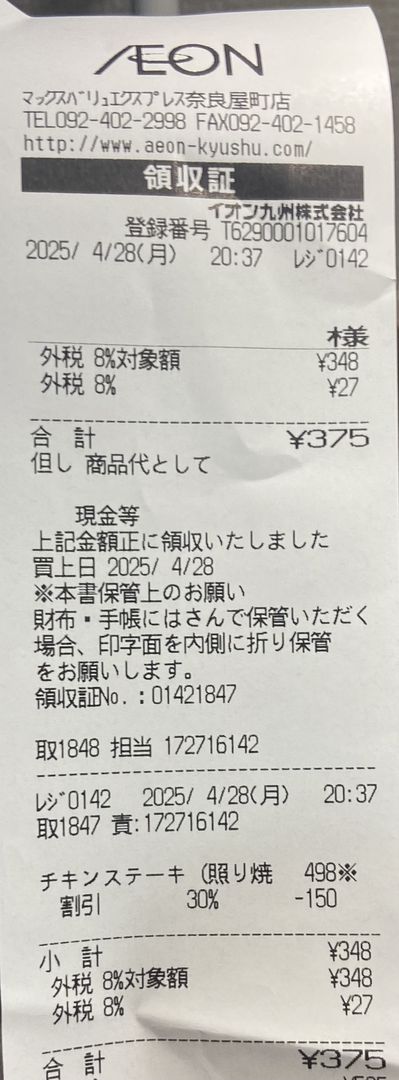 ÆON
マックスバリュエクスプレス奈良屋町店
TEL092-402-2998 FAX092-402-1458
http://www.aeon-kyushu.com/
領収証
イオン九州株式会社
登録番号 T6290001017604
2025/ 4/28(月) 20:37 レジ0142
様
外税 8%対象額 ¥348
外税 8% ¥27
合 計 ¥375
但し 商品代として
現金等
上記金額正に領収いたしました
買上日 2025/ 4/28
※本書保管上のお願い
財布・手帳にはさんで保管いただく
場合、印字面を内側に折り保管
をお願いします。
領収証No.:01421847
取1848 担当 172716142
レジ0142 2025/ 4/28(月) 20:37
取1847 責:172716142
チキンステーキ (照り焼 498※
割引 30% -150
小 計 ¥348
外税 8%対象額 ¥348
外税 8% ¥27
合 計 ¥375